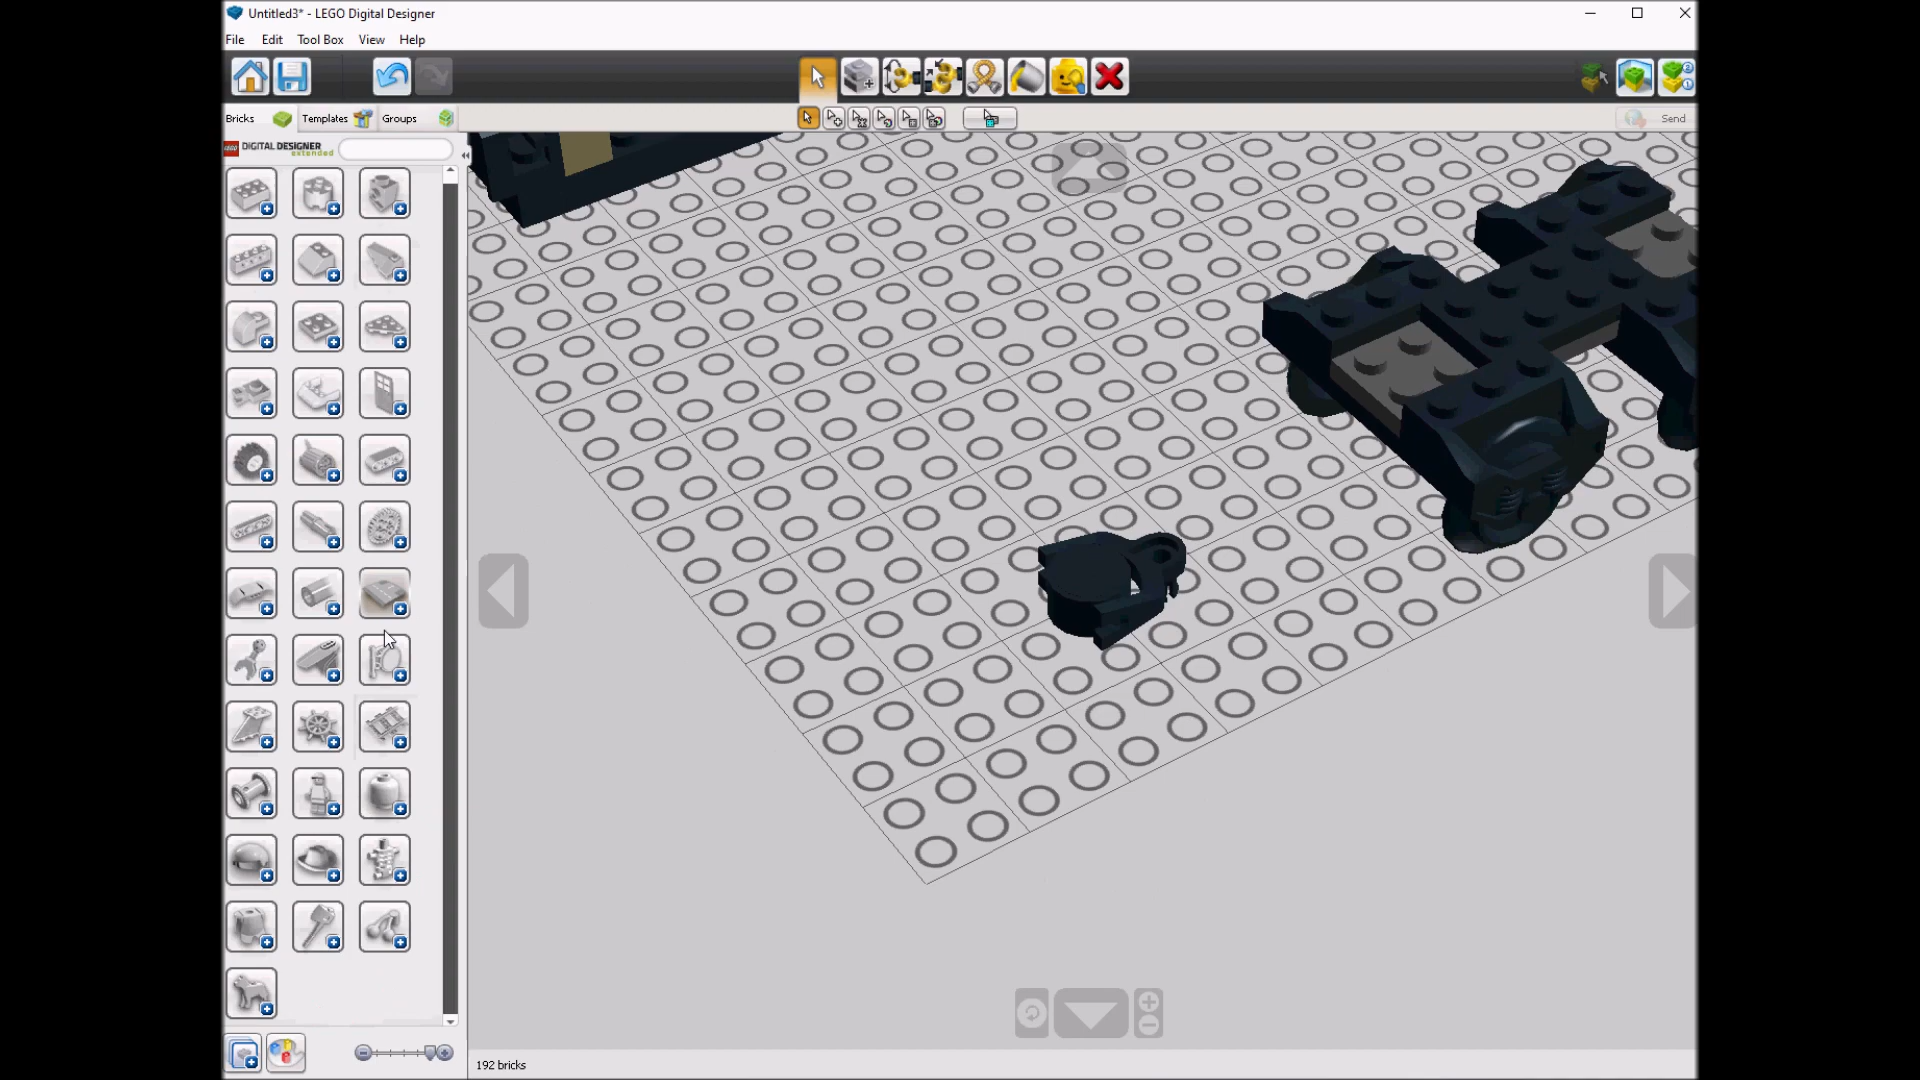 Untitled3* - LEGO Digital Designer
File Edit Tool Box View Help
Bricks Templates Groups
Send
LEGO DIGITAL DESIGNER
extended
192 bricks